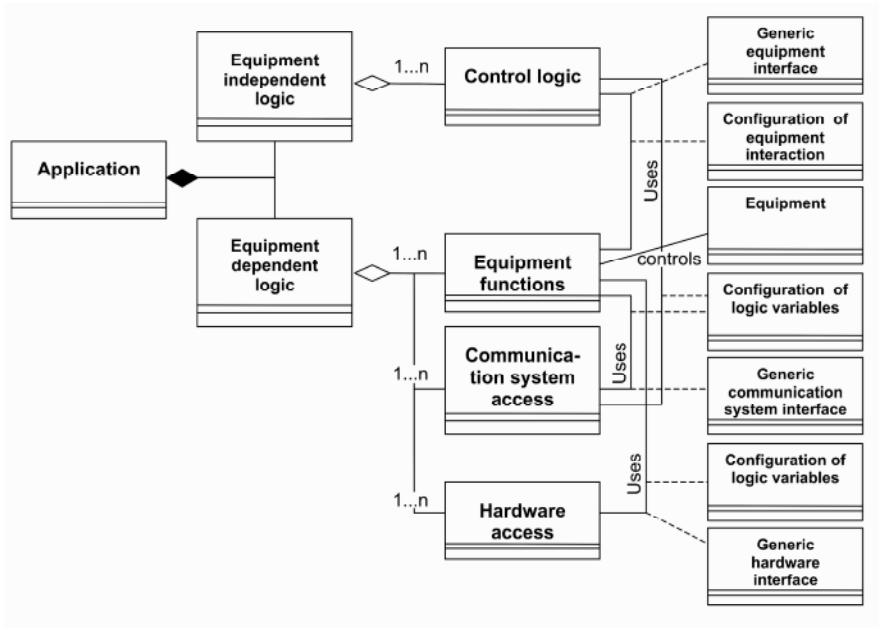 Application
Equipment
independent
logic
Equipment
dependent
logic
1...n
1...n
1...n
1...n
Control logic
Equipment
functions
Communica-
tion system
access
Hardware
access
Uses
controls
Uses
Uses
Generic
equipment
interface
Configuration of
equipment
interaction
Equipment
Configuration of
logic variables
Generic
communication
system interface
Configuration of
logic variables
Generic
hardware
interface